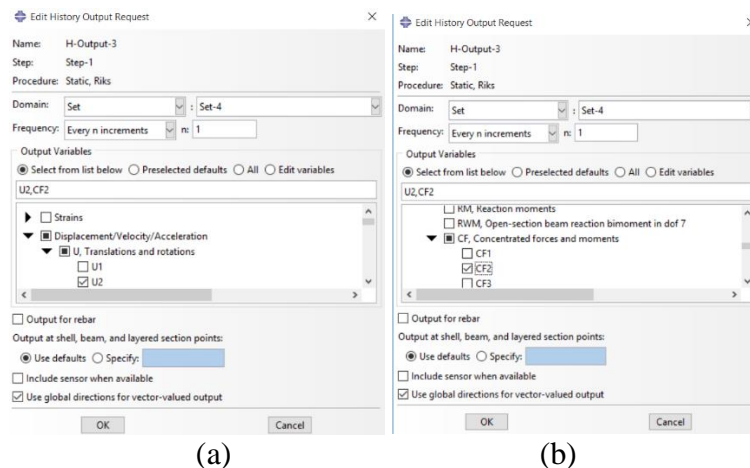 Edit History Output Request
Name: H-Output-3
Step: Step-1
Procedure: Static, Riks
Domain: Set : Set-4
Frequency: Every n increments n: 1
Output Variables
Select from list below Preselected defaults All Edit variables
U2,CF2
Strains
Displacement/Velocity/Acceleration
U, Translations and rotations
U1
U2
Output for rebar
Output at shell, beam, and layered section points:
Use defaults Specify:
Include sensor when available
Use global directions for vector-valued output
OK Cancel
(a)
Edit History Output Request
Name: H-Output-3
Step: Step-1
Procedure: Static, Riks
Domain: Set : Set-4
Frequency: Every n increments n: 1
Output Variables
Select from list below Preselected defaults All Edit variables
U2,CF2
RM, Reaction moments
RWM, Open-section beam reaction bimoment in dof 7
CF, Concentrated forces and moments
CF1
CF2
CF3
Output for rebar
Output at shell, beam, and layered section points:
Use defaults Specify:
Include sensor when available
Use global directions for vector-valued output
OK Cancel
(b)